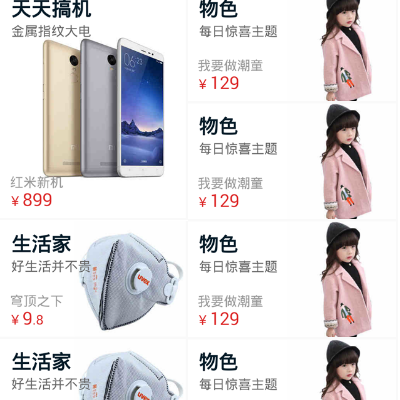 天天搞机
金属指纹大电
红米新机
¥ 899
物色
每日惊喜主题
我要做潮童
¥ 129
物色
每日惊喜主题
我要做潮童
¥ 129
生活家
好生活并不贵
uvex
穹顶之下
¥ 9.8
物色
每日惊喜主题
我要做潮童
¥ 129
生活家
好生活并不贵
uvex
物色
每日惊喜主题